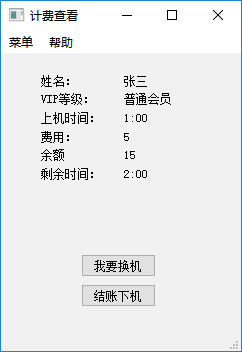 计费查看
菜单 帮助
姓名: 张三
VIP等级: 普通会员
上机时间: 1:00
费用: 5
余额 15
剩余时间: 2:00
我要换机
结账下机